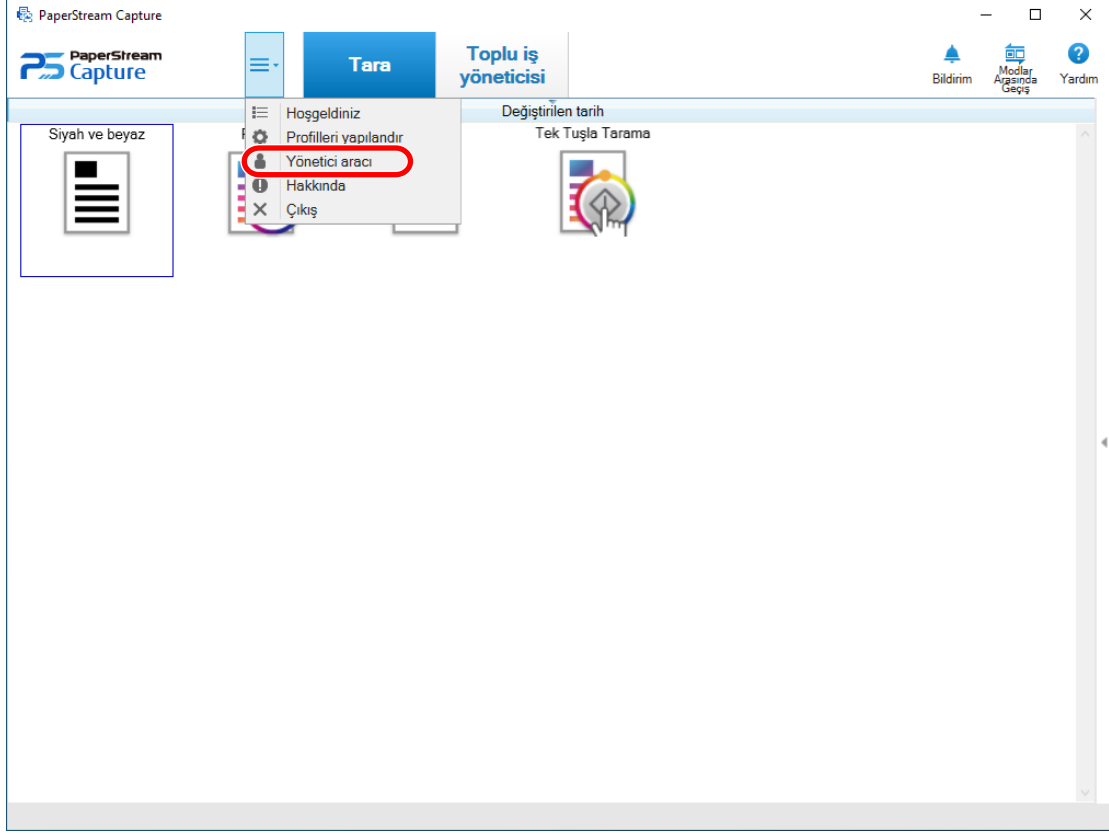 PaperStream Capture
PaperStream
Capture
Tara
Toplu iş
yöneticisi
Bildirim
Modlar
Arasında
Geçiş
Yardım
Değiştirilen tarih
Hoşgeldiniz
Profilleri yapılandır
Yönetici aracı
Hakkında
Çıkış
Siyah ve beyaz
Tek Tuşla Tarama